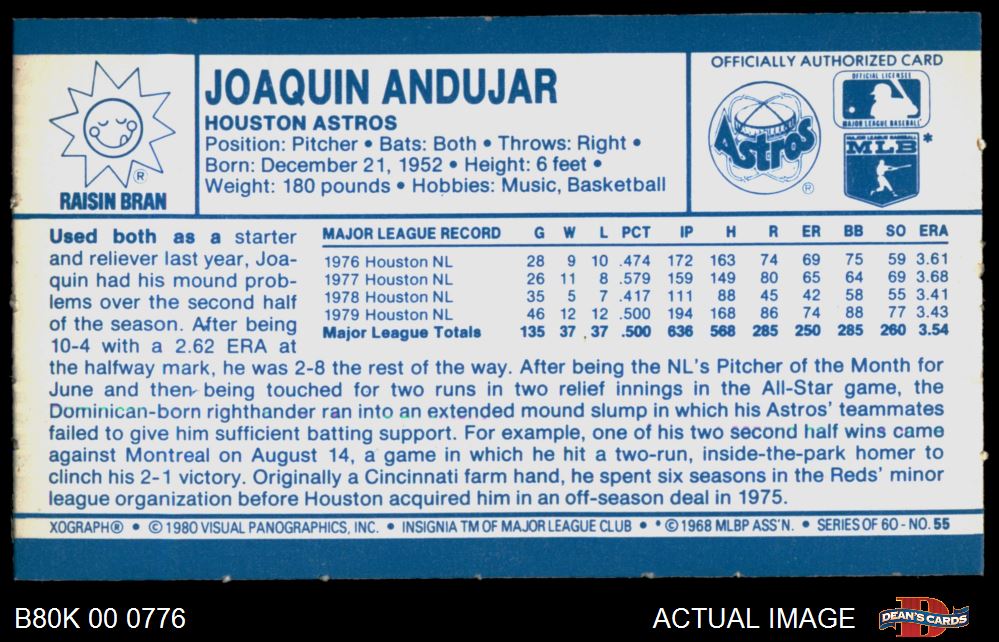 RAISIN BRAN
®
JOAQUIN ANDUJAR
HOUSTON ASTROS
Position: Pitcher • Bats: Both • Throws: Right •
Born: December 21, 1952 • Height: 6 feet •
Weight: 180 pounds • Hobbies: Music, Basketball
OFFICIALLY AUTHORIZED CARD
Astros
®
OFFICIAL LICENSEE
MAJOR LEAGUE BASEBALL
MAJOR LEAGUE BASEBALL
MLB *
Used both as a starter
and reliever last year, Joa-
quin had his mound prob-
lems over the second half
of the season. After being
10-4 with a 2.62 ERA at
MAJOR LEAGUE RECORD G W L PCT IP H R ER BB SO ERA
1976 Houston NL 28 9 10 .474 172 163 74 69 75 59 3.61
1977 Houston NL 26 11 8 .579 159 149 80 65 64 69 3.68
1978 Houston NL 35 5 7 .417 111 88 45 42 58 55 3.41
1979 Houston NL 46 12 12 .500 194 168 86 74 88 77 3.43
Major League Totals 135 37 37 .500 636 568 285 250 285 260 3.54
the halfway mark, he was 2-8 the rest of the way. After being the NL's Pitcher of the Month for
June and then being touched for two runs in two relief innings in the All-Star game, the
Dominican-born righthander ran into an extended mound slump in which his Astros' teammates
failed to give him sufficient batting support. For example, one of his two second half wins came
against Montreal on August 14, a game in which he hit a two-run, inside-the-park homer to
clinch his 2-1 victory. Originally a Cincinnati farm hand, he spent six seasons in the Reds' minor
league organization before Houston acquired him in an off-season deal in 1975.
XOGRAPH® • © 1980 VISUAL PANOGRAPHICS, INC. • INSIGNIA TM OF MAJOR LEAGUE CLUB • * © 1968 MLBP ASS'N. • SERIES OF 60 - NO. 55
B80K 00 0776
ACTUAL IMAGE
DEAN'S CARDS